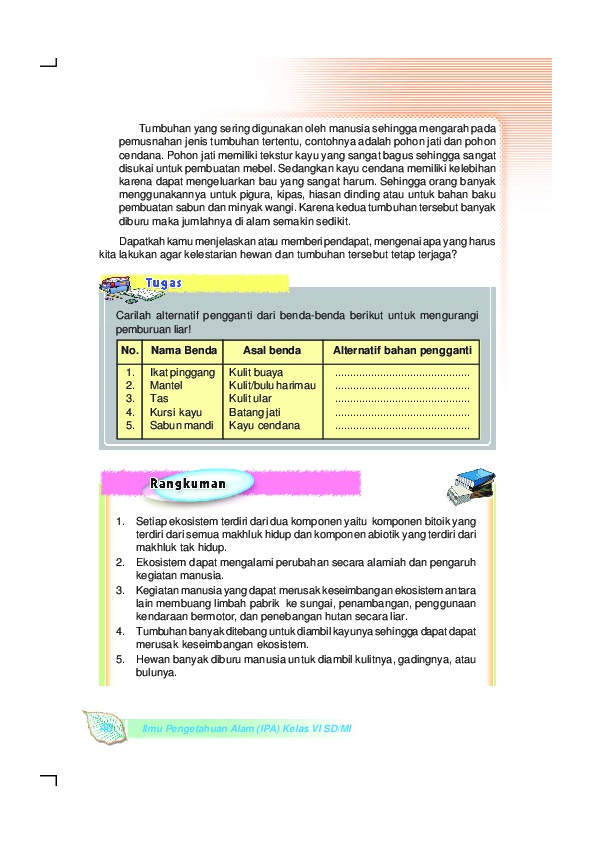 Tumbuhan yang sering digunakan oleh manusia sehingga mengarah pada
pemusnahan jenis tumbuhan tertentu, contohnya adalah pohon jati dan pohon
cendana. Pohon jati memiliki tekstur kayu yang sangat bagus sehingga sangat
disukai untuk pembuatan mebel. Sedangkan kayu cendana memiliki kelebihan
karena dapat mengeluarkan bau yang sangat harum. Sehingga orang banyak
menggunakannya untuk pigura, kipas, hiasan dinding atau untuk bahan baku
pembuatan sabun dan minyak wangi. Karena kedua tumbuhan tersebut banyak
diburu maka jumlahnya di alam semakin sedikit.
Dapatkah kamu menjelaskan atau memberi pendapat, mengenai apa yang harus
kita lakukan agar kelestarian hewan dan tumbuhan tersebut tetap terjaga?
Tugas
Carilah alternatif pengganti dari benda-benda berikut untuk mengurangi
pemburuan liar!
No. Nama Benda Asal benda Alternatif bahan pengganti
1. Ikat pinggang Kulit buaya .............................................
2. Mantel Kulit/bulu harimau .............................................
3. Tas Kulit ular .............................................
4. Kursi kayu Batang jati .............................................
5. Sabun mandi Kayu cendana .............................................
Rangkuman
1. Setiap ekosistem terdiri dari dua komponen yaitu komponen bitoik yang
terdiri dari semua makhluk hidup dan komponen abiotik yang terdiri dari
makhluk tak hidup.
2. Ekosistem dapat mengalami perubahan secara alamiah dan pengaruh
kegiatan manusia.
3. Kegiatan manusia yang dapat merusak keseimbangan ekosistem antara
lain membuang limbah pabrik ke sungai, penambangan, penggunaan
kendaraan bermotor, dan penebangan hutan secara liar.
4. Tumbuhan banyak ditebang untuk diambil kayunya sehingga dapat dapat
merusak keseimbangan ekosistem.
5. Hewan banyak diburu manusia untuk diambil kulitnya, gadingnya, atau
bulunya.
Ilmu Pengetahuan Alam (IPA) Kelas VI SD/MI